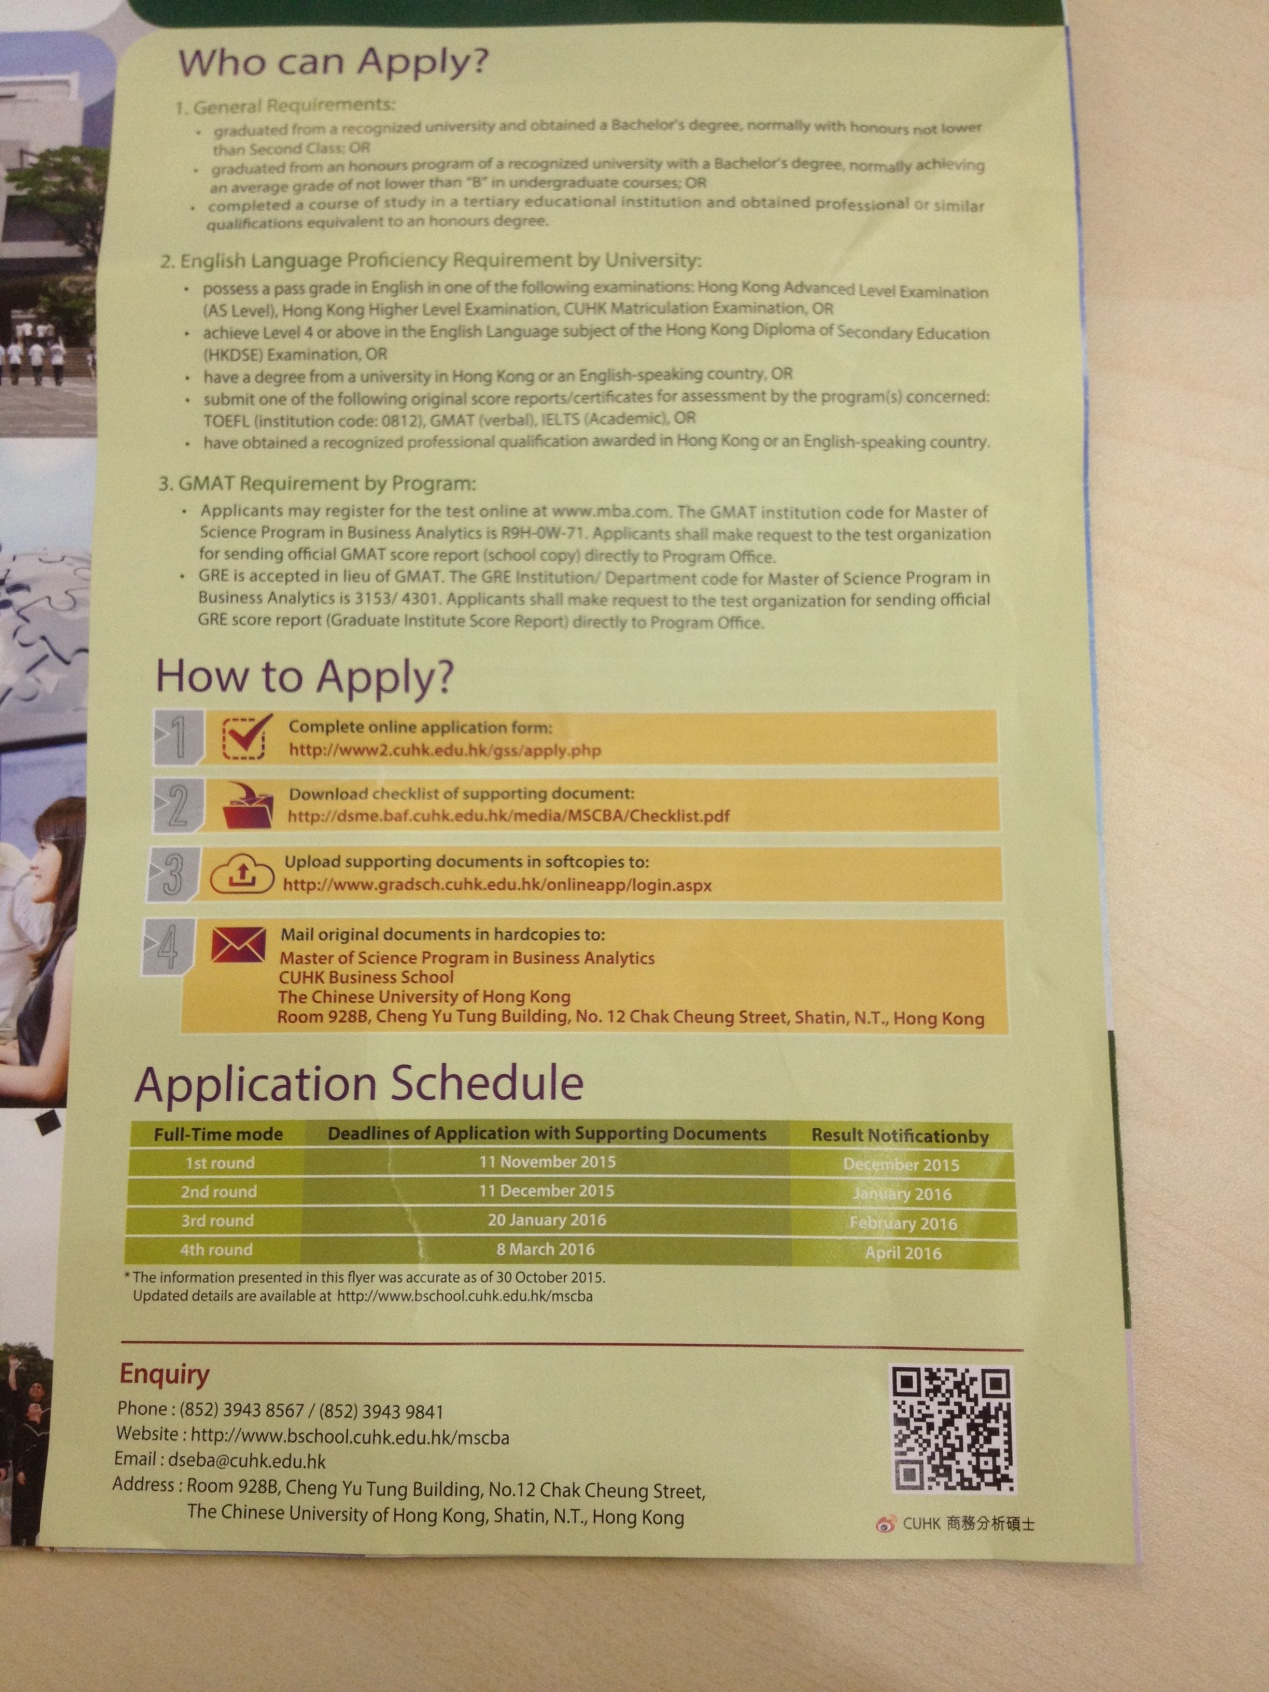 Who can Apply?
1. General Requirements:
• graduated from a recognized university and obtained a Bachelor's degree, normally with honours not lower
than Second Class; OR
• graduated from an honours program of a recognized university with a Bachelor's degree, normally achieving
an average grade of not lower than "B" in undergraduate courses; OR
• completed a course of study in a tertiary educational institution and obtained professional or similar
qualifications equivalent to an honours degree.
2. English Language Proficiency Requirement by University:
• possess a pass grade in English in one of the following examinations: Hong Kong Advanced Level Examination
(AS Level), Hong Kong Higher Level Examination, CUHK Matriculation Examination, OR
• achieve Level 4 or above in the English Language subject of the Hong Kong Diploma of Secondary Education
(HKDSE) Examination, OR
• have a degree from a university in Hong Kong or an English-speaking country, OR
• submit one of the following original score reports/certificates for assessment by the program(s) concerned:
TOEFL (institution code: 0812), GMAT (verbal), IELTS (Academic), OR
• have obtained a recognized professional qualification awarded in Hong Kong or an English-speaking country.
3. GMAT Requirement by Program:
• Applicants may register for the test online at www.mba.com. The GMAT institution code for Master of
Science Program in Business Analytics is R9H-0W-71. Applicants shall make request to the test organization
for sending official GMAT score report (school copy) directly to Program Office.
• GRE is accepted in lieu of GMAT. The GRE Institution/ Department code for Master of Science Program in
Business Analytics is 3153/ 4301. Applicants shall make request to the test organization for sending official
GRE score report (Graduate Institute Score Report) directly to Program Office.
How to Apply?
1 Complete online application form:
http://www2.cuhk.edu.hk/gss/apply.php
2 Download checklist of supporting document:
http://dsme.baf.cuhk.edu.hk/media/MSCBA/Checklist.pdf
3 Upload supporting documents in softcopies to:
http://www.gradsch.cuhk.edu.hk/onlineapp/login.aspx
4 Mail original documents in hardcopies to:
Master of Science Program in Business Analytics
CUHK Business School
The Chinese University of Hong Kong
Room 928B, Cheng Yu Tung Building, No. 12 Chak Cheung Street, Shatin, N.T., Hong Kong
Application Schedule
Full-Time mode Deadlines of Application with Supporting Documents Result Notificationby
1st round 11 November 2015 December 2015
2nd round 11 December 2015 January 2016
3rd round 20 January 2016 February 2016
4th round 8 March 2016 April 2016
* The information presented in this flyer was accurate as of 30 October 2015.
Updated details are available at http://www.bschool.cuhk.edu.hk/mscba
Enquiry
Phone : (852) 3943 8567 / (852) 3943 9841
Website : http://www.bschool.cuhk.edu.hk/mscba
Email : dseba@cuhk.edu.hk
Address : Room 928B, Cheng Yu Tung Building, No.12 Chak Cheung Street,
The Chinese University of Hong Kong, Shatin, N.T., Hong Kong
CUHK 商務分析碩士